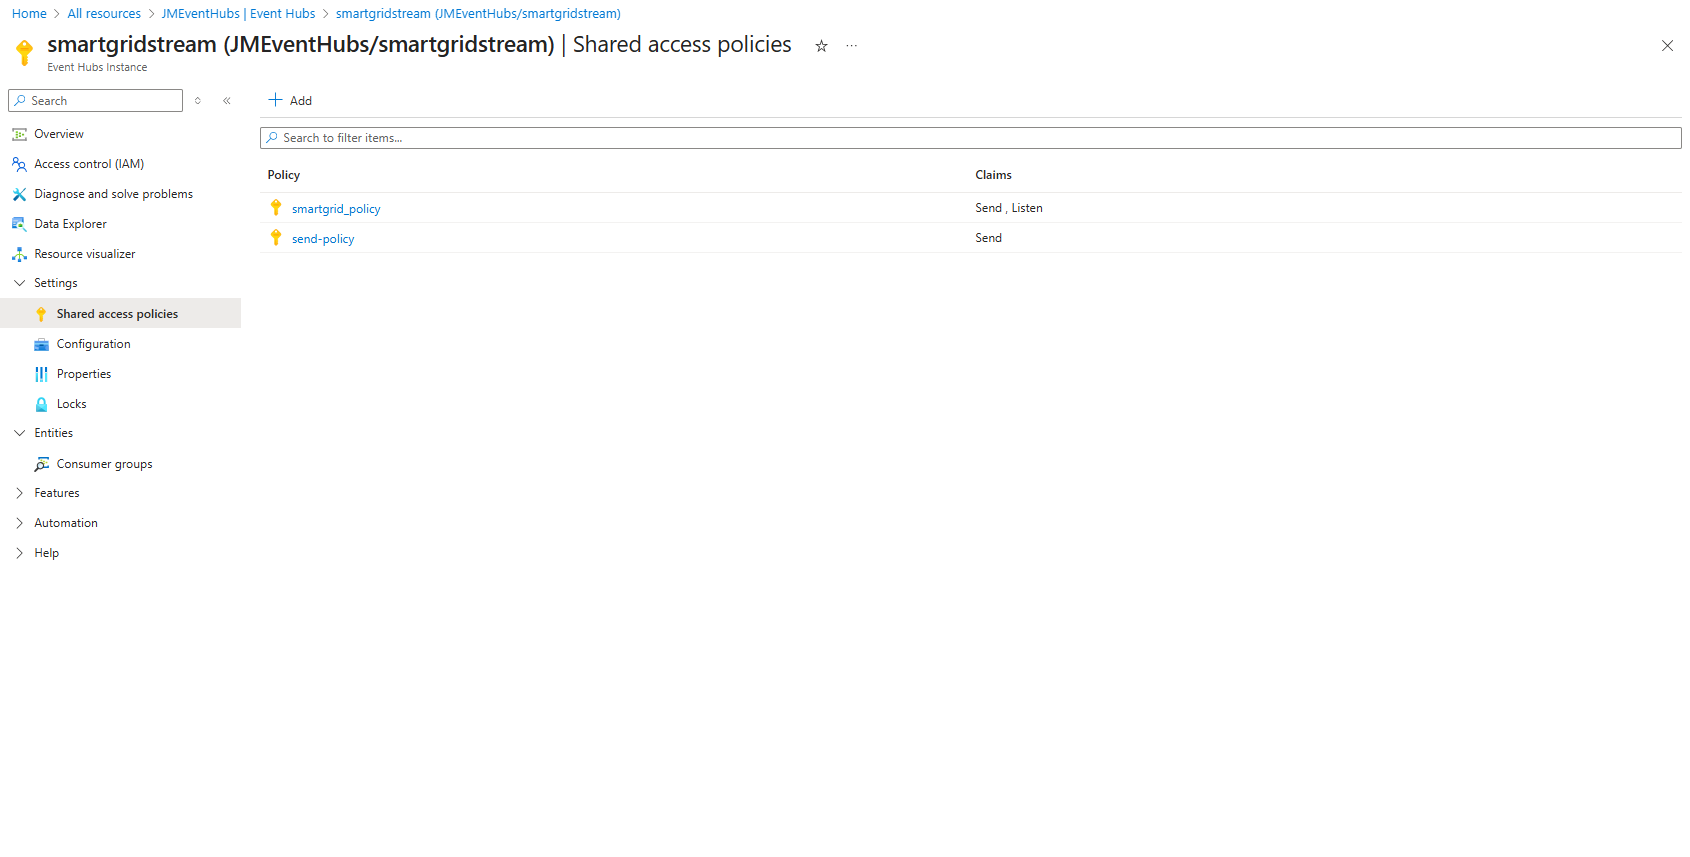 Home > All resources > JMEventHubs | Event Hubs > smartgridstream (JMEventHubs/smartgridstream)
smartgridstream (JMEventHubs/smartgridstream) | Shared access policies
Event Hubs Instance
Search
Overview
Access control (IAM)
Diagnose and solve problems
Data Explorer
Resource visualizer
Settings
Shared access policies
Configuration
Properties
Locks
Entities
Consumer groups
Features
Automation
Help
Add
Search to filter items...
Policy Claims
smartgrid_policy Send , Listen
send-policy Send